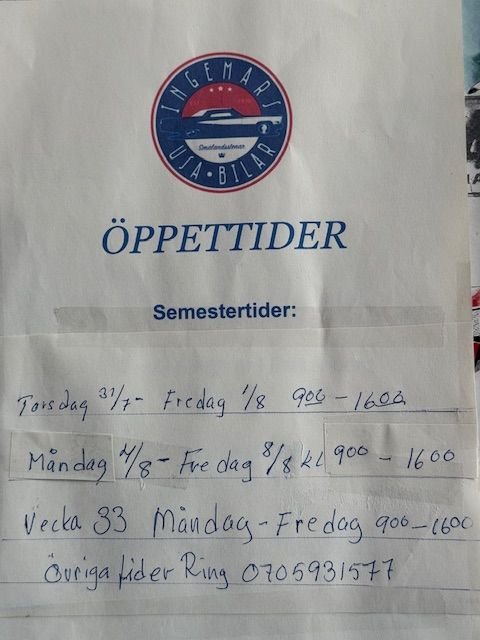 INGEMARS
Smålandsstenar
USA • BILAR
ÖPPETTIDER
Semestertider:
Torsdag 31/7 - Fredag 1/8 900 - 1600
Måndag 4/8 - Fredag 8/8 kl 900 - 1600
Vecka 33 Måndag - Fredag 900 - 1600
Övriga tider Ring 0705931577